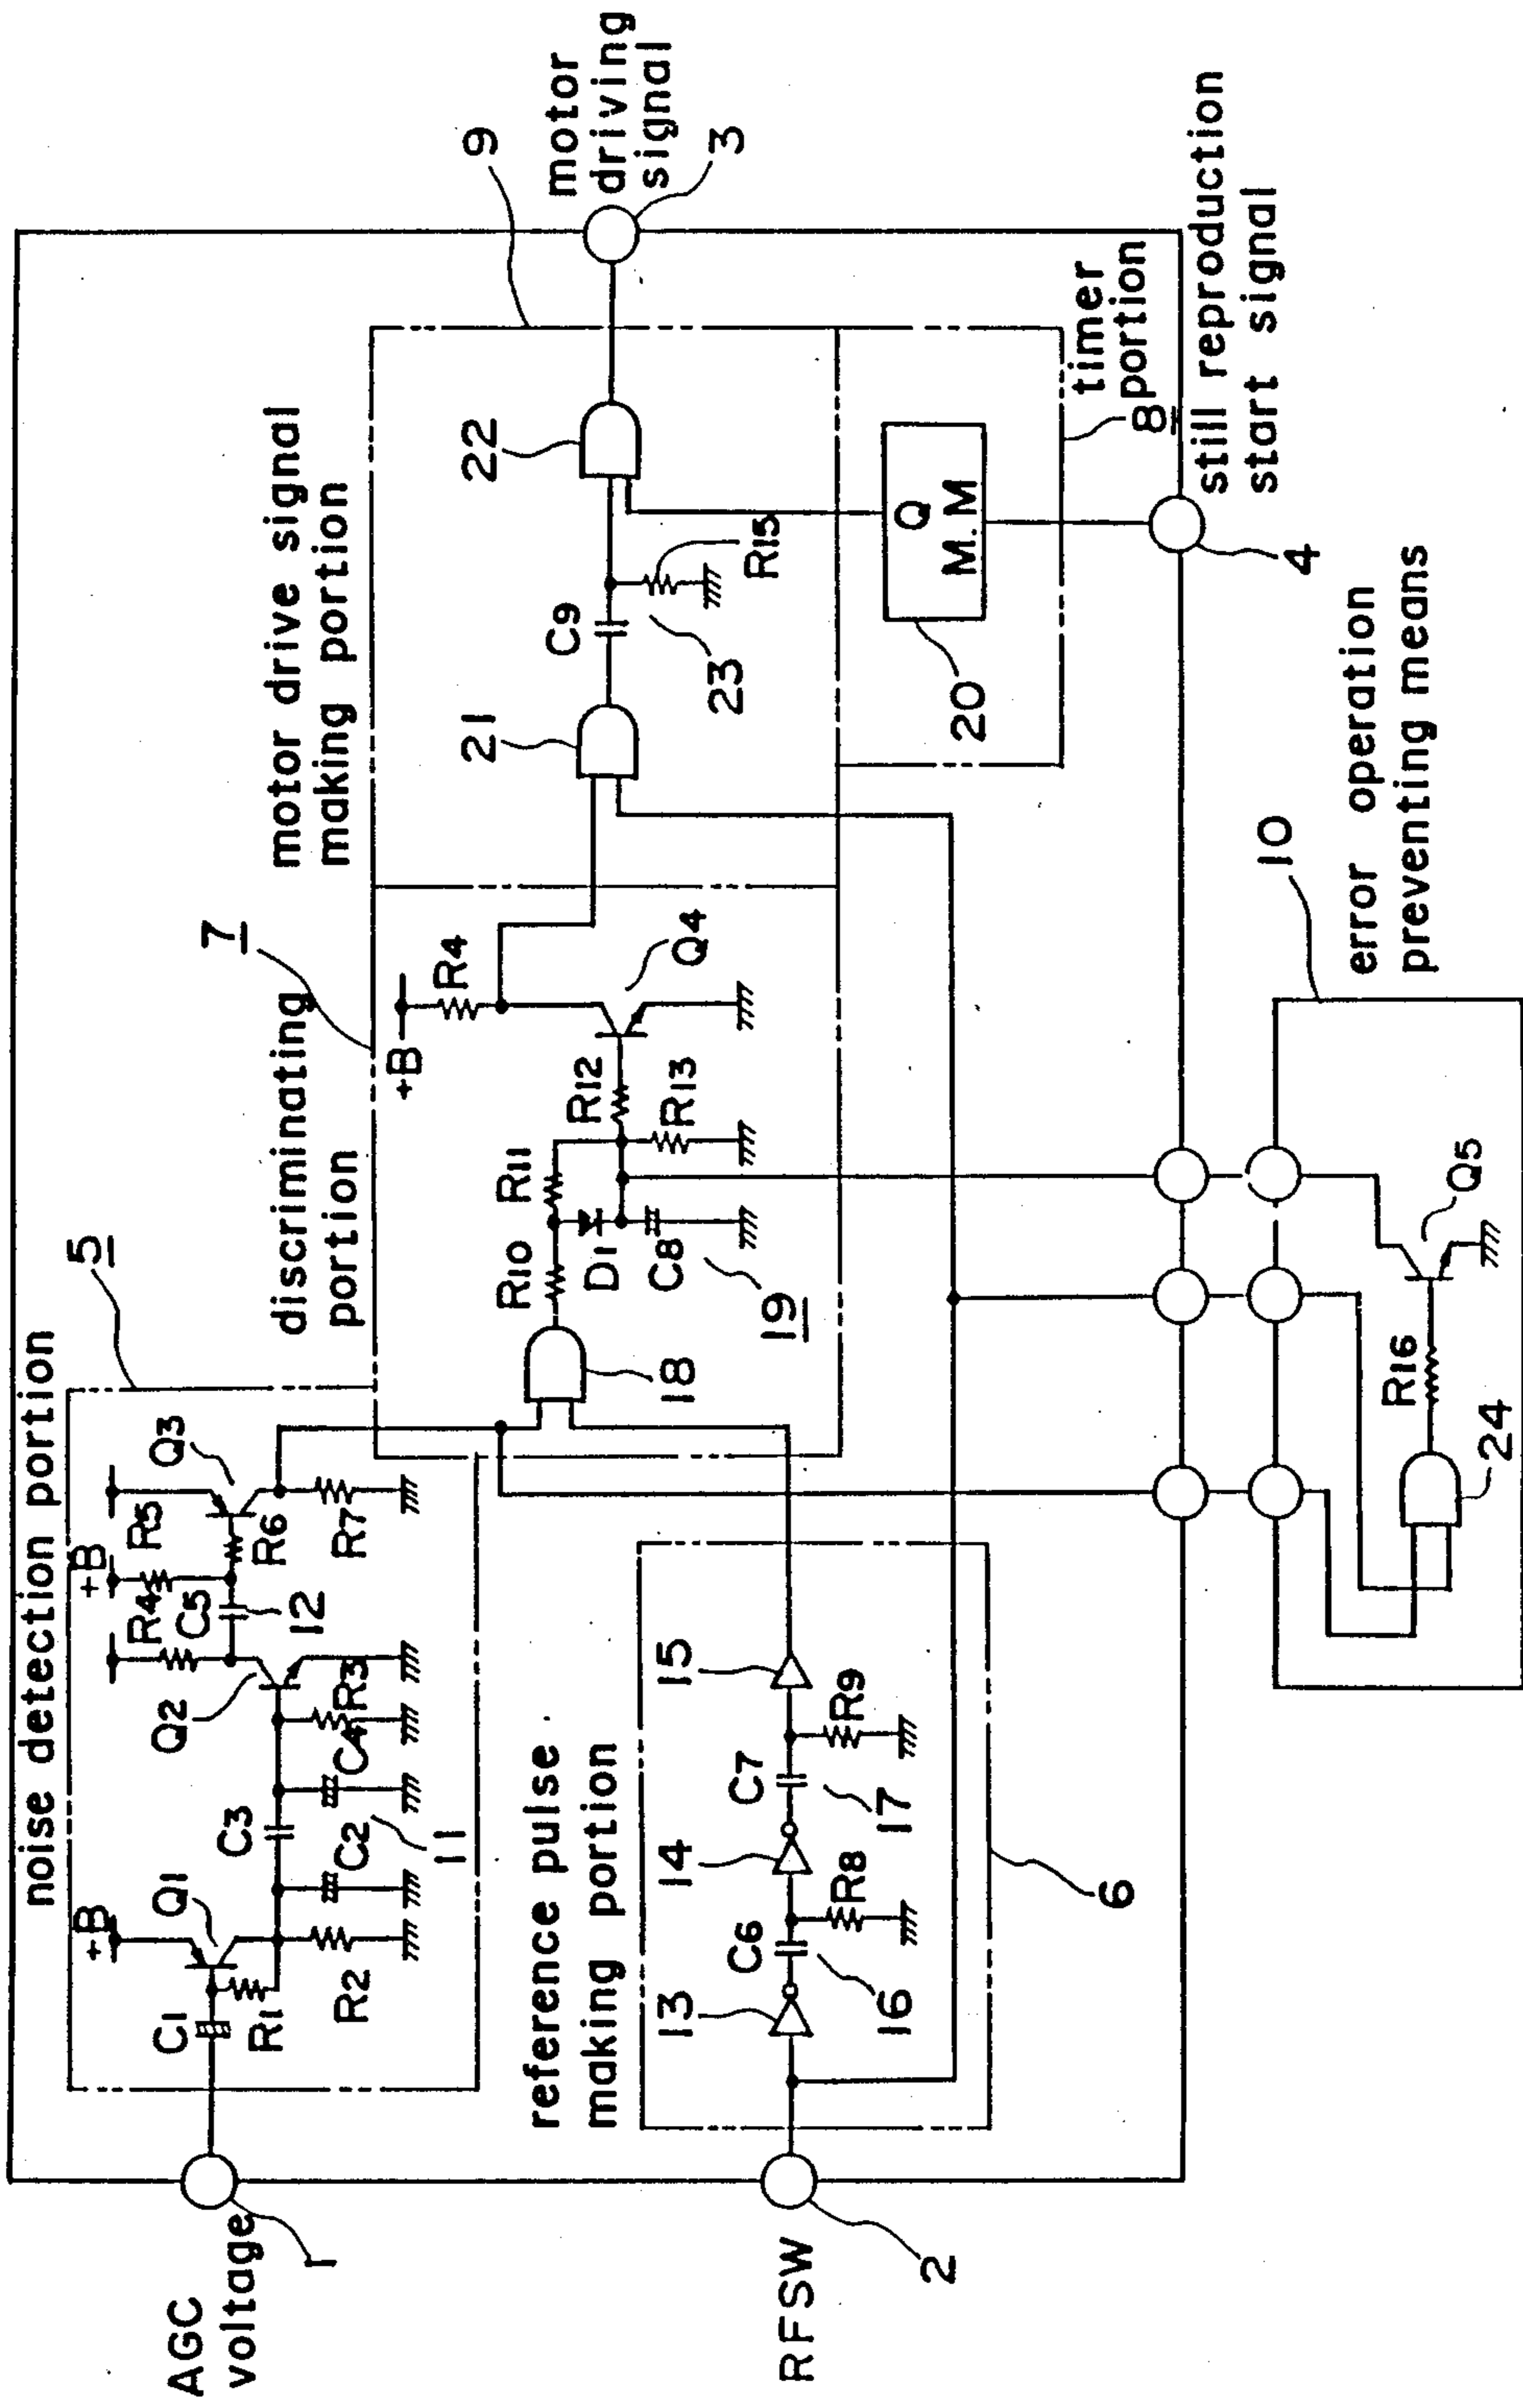 noise detection portion
5
+B
Q1
C1
R1
R2
C2
C3
C4
11
R3
Q2
R4
+B
C5
12
R5
R6
Q3
R7
AGC
voltage
1
discriminating
portion
7
18
R10
R11
D1
C8
19
R12
R13
+B
R4
Q4
motor drive signal
making portion
9
21
C9
23
R15
22
motor
driving
signal
3
reference pulse
making portion
6
RFSW
2
13
C6
16
R8
14
C7
17
R9
15
20
Q
M.M
timer
portion
8
still reproduction
start signal
4
error operation
preventing means
10
24
R16
Q5